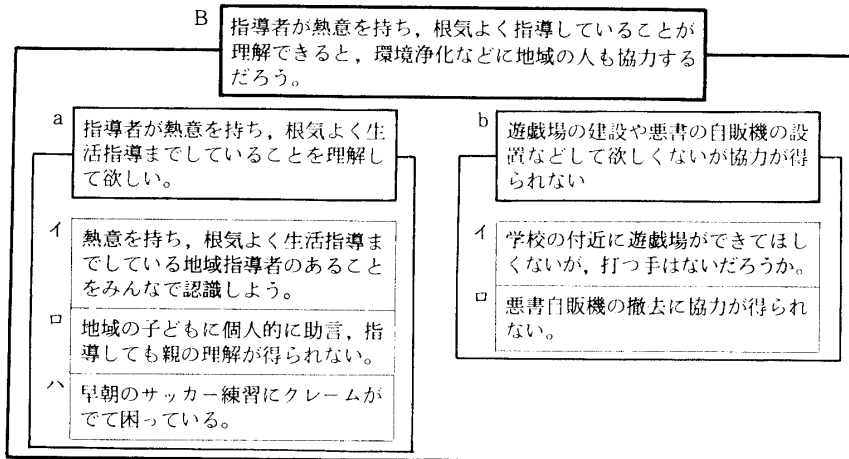 B
指導者が熱意を持ち，根気よく指導していることが
理解できると，環境浄化などに地域の人も協力する
だろう。
a
指導者が熱意を持ち，根気よく生
活指導までしていることを理解し
て欲しい。
イ
熱意を持ち，根気よく生活指導ま
でしている地域指導者のあること
をみんなで認識しよう。
ロ
地域の子どもに個人的に助言，指
導しても親の理解が得られない。
ハ
早朝のサッカー練習にクレームが
でて困っている。
b
遊戯場の建設や悪書の自販機の設
置などして欲しくないが協力が得
られない
イ
学校の付近に遊戯場ができてほし
くないが，打つ手はないだろうか。
ロ
悪書自販機の撤去に協力が得られ
ない。